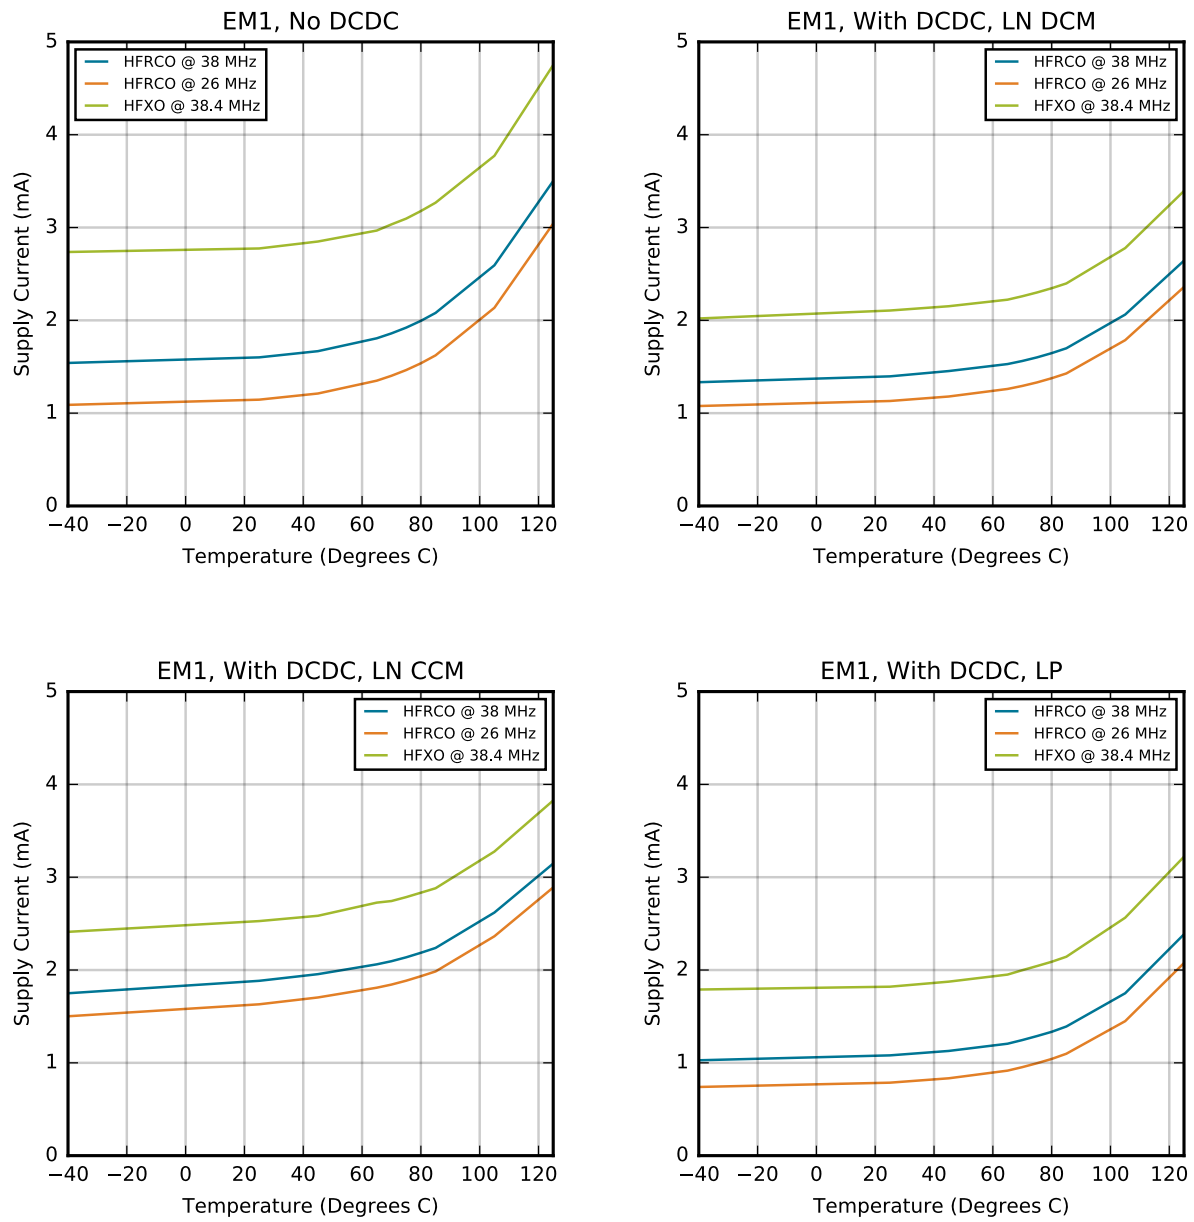 EM1, No DCDC
5
4
3
2
1
0
Supply Current (mA)
HFRCO @ 38 MHz
HFRCO @ 26 MHz
HFXO @ 38.4 MHz
−40 −20 0 20 40 60 80 100 120
Temperature (Degrees C)
EM1, With DCDC, LN DCM
5
4
3
2
1
0
Supply Current (mA)
HFRCO @ 38 MHz
HFRCO @ 26 MHz
HFXO @ 38.4 MHz
−40 −20 0 20 40 60 80 100 120
Temperature (Degrees C)
EM1, With DCDC, LN CCM
5
4
3
2
1
0
Supply Current (mA)
HFRCO @ 38 MHz
HFRCO @ 26 MHz
HFXO @ 38.4 MHz
−40 −20 0 20 40 60 80 100 120
Temperature (Degrees C)
EM1, With DCDC, LP
5
4
3
2
1
0
Supply Current (mA)
HFRCO @ 38 MHz
HFRCO @ 26 MHz
HFXO @ 38.4 MHz
−40 −20 0 20 40 60 80 100 120
Temperature (Degrees C)